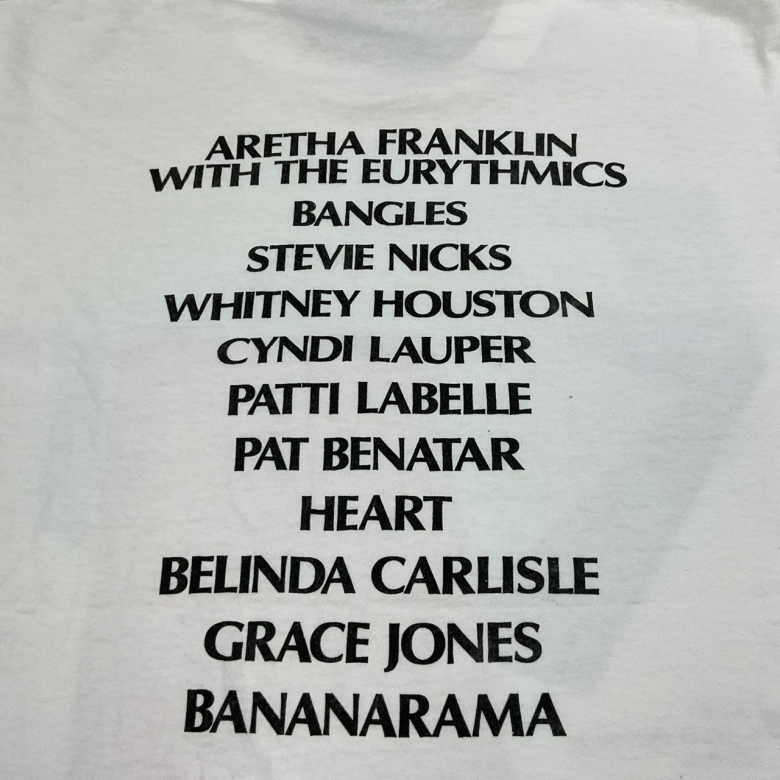 ARETHA FRANKLIN
WITH THE EURYTHMICS
BANGLES
STEVIE NICKS
WHITNEY HOUSTON
CYNDI LAUPER
PATTI LABELLE
PAT BENATAR
HEART
BELINDA CARLISLE
GRACE JONES
BANANARAMA